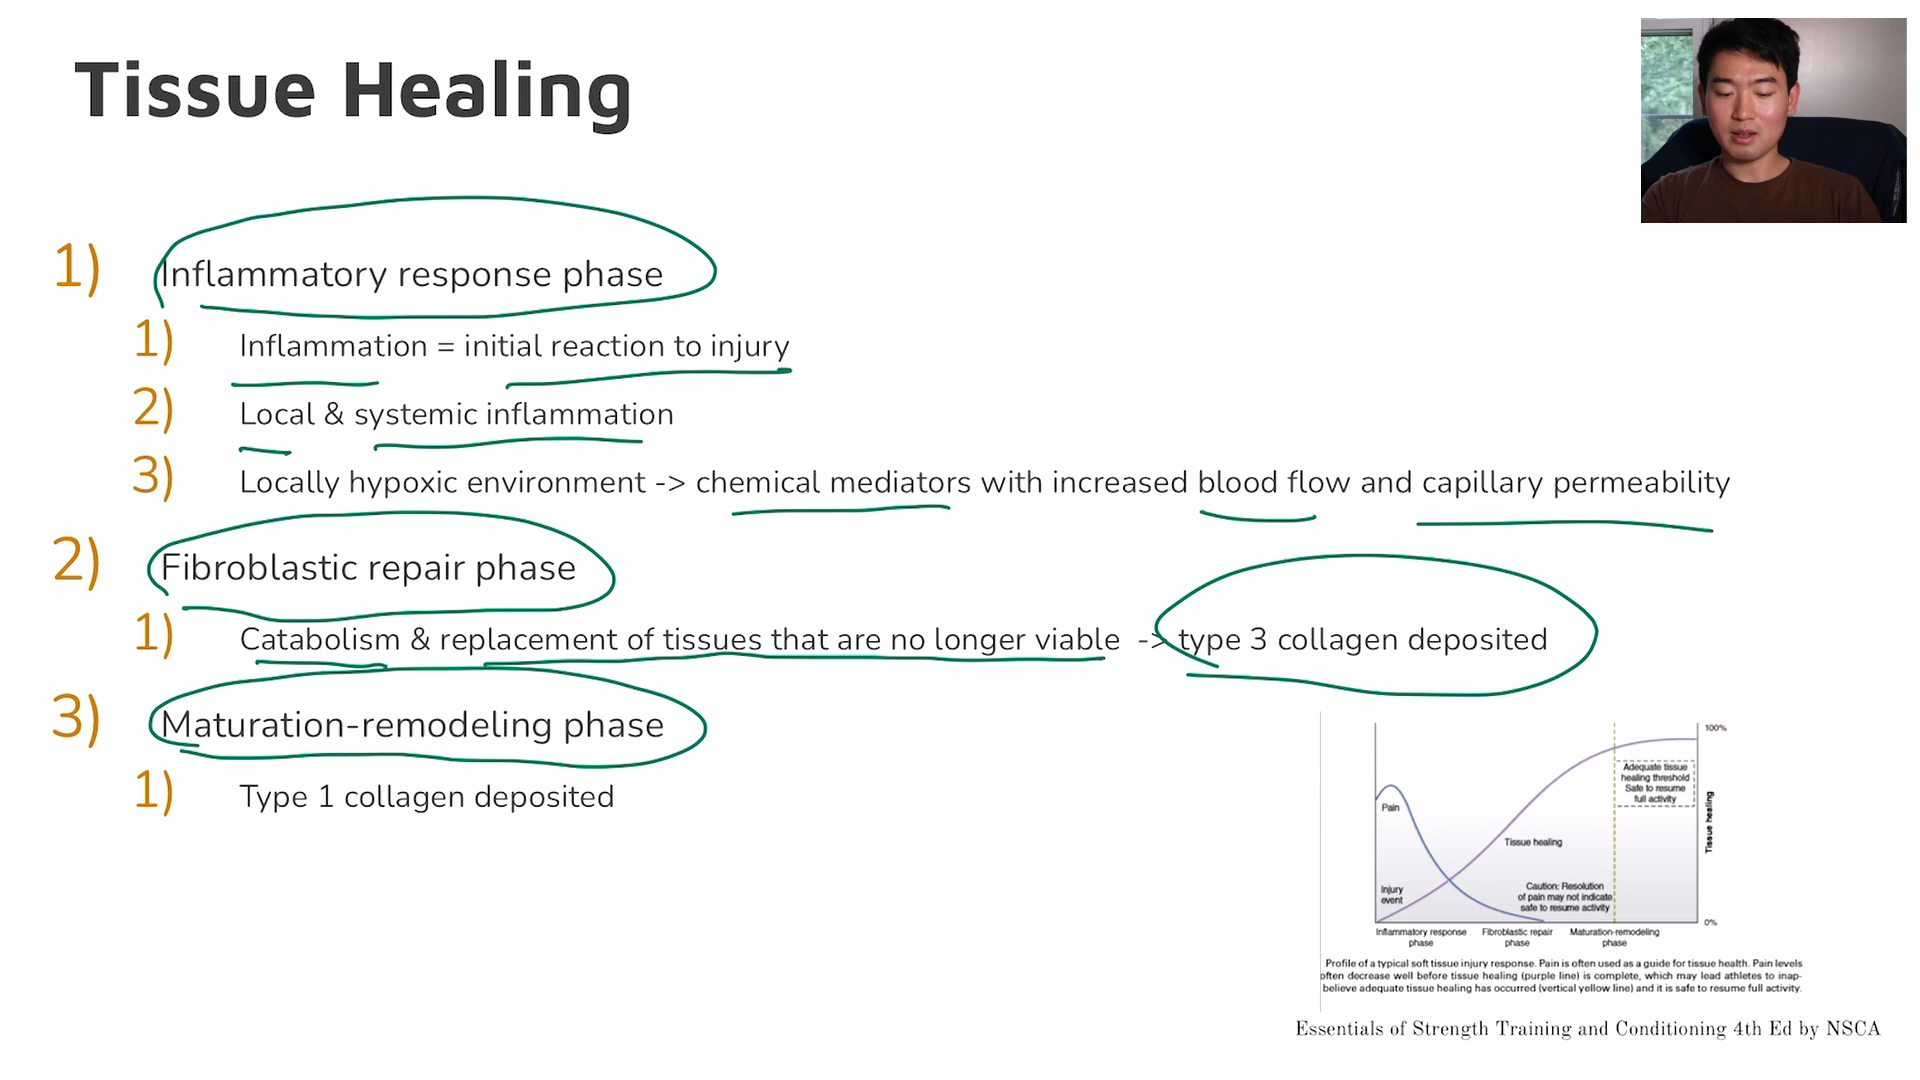 Tissue Healing
1) Inflammatory response phase
1) Inflammation = initial reaction to injury
2) Local & systemic inflammation
3) Locally hypoxic environment -> chemical mediators with increased blood flow and capillary permeability
2) Fibroblastic repair phase
1) Catabolism & replacement of tissues that are no longer viable -> type 3 collagen deposited
3) Maturation-remodeling phase
1) Type 1 collagen deposited
100%
Adequate tissue
healing threshold
Safe to resume
full activity
Pain
Tissue healing
Tissue healing
Injury
event
Caution: Resolution
of pain may not indicate
safe to resume activity
0%
Inflammatory response
phase
Fibroblastic repair
phase
Maturation-remodeling
phase
Profile of a typical soft tissue injury response. Pain is often used as a guide for tissue health. Pain levels
often decrease well before tissue healing (purple line) is complete, which may lead athletes to inap-
believe adequate tissue healing has occurred (vertical yellow line) and it is safe to resume full activity.
Essentials of Strength Training and Conditioning 4th Ed by NSCA